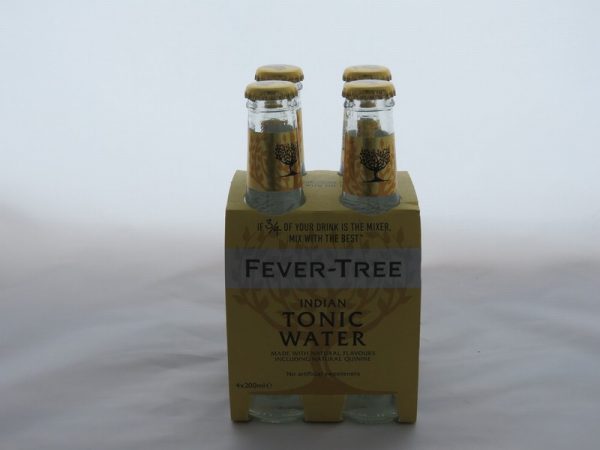 IF 3/4 OF YOUR DRINK IS THE MIXER,
MIX WITH THE BEST™
FEVER-TREE
INDIAN
TONIC
WATER
MADE WITH NATURAL FLAVOURS
INCLUDING NATURAL QUININE
No artificial sweeteners
4x200ml℮